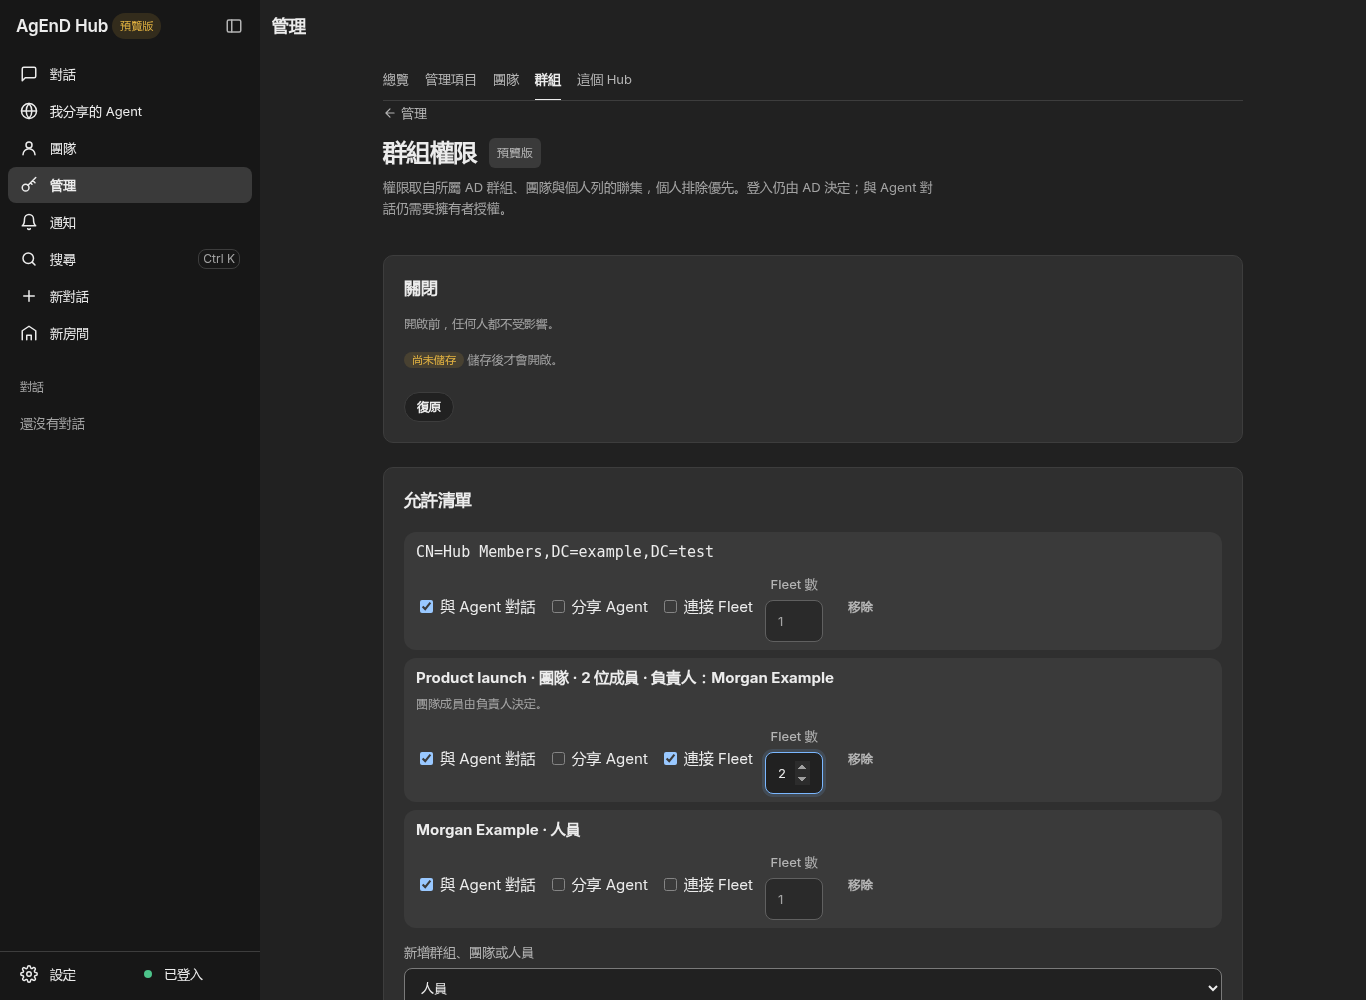 AgEnD Hub 預覽版
對話
我分享的 Agent
團隊
管理
通知
搜尋 Ctrl K
新對話
新房間
對話
還沒有對話
設定 已登入
管理
總覽 管理項目 團隊 群組 這個 Hub
← 管理
群組權限 預覽版
權限取自所屬 AD 群組、團隊與個人列的聯集，個人排除優先。登入仍由 AD 決定；與 Agent 對
話仍需要擁有者授權。
關閉
開啟前，任何人都不受影響。
尚未儲存 儲存後才會開啟。
復原
允許清單
CN=Hub Members,DC=example,DC=test
Fleet 數
與 Agent 對話 分享 Agent 連接 Fleet 1 移除
Product launch · 團隊 · 2 位成員 · 負責人：Morgan Example
團隊成員由負責人決定。
Fleet 數
與 Agent 對話 分享 Agent 連接 Fleet 2 移除
Morgan Example · 人員
Fleet 數
與 Agent 對話 分享 Agent 連接 Fleet 1 移除
新增群組、團隊或人員
人員